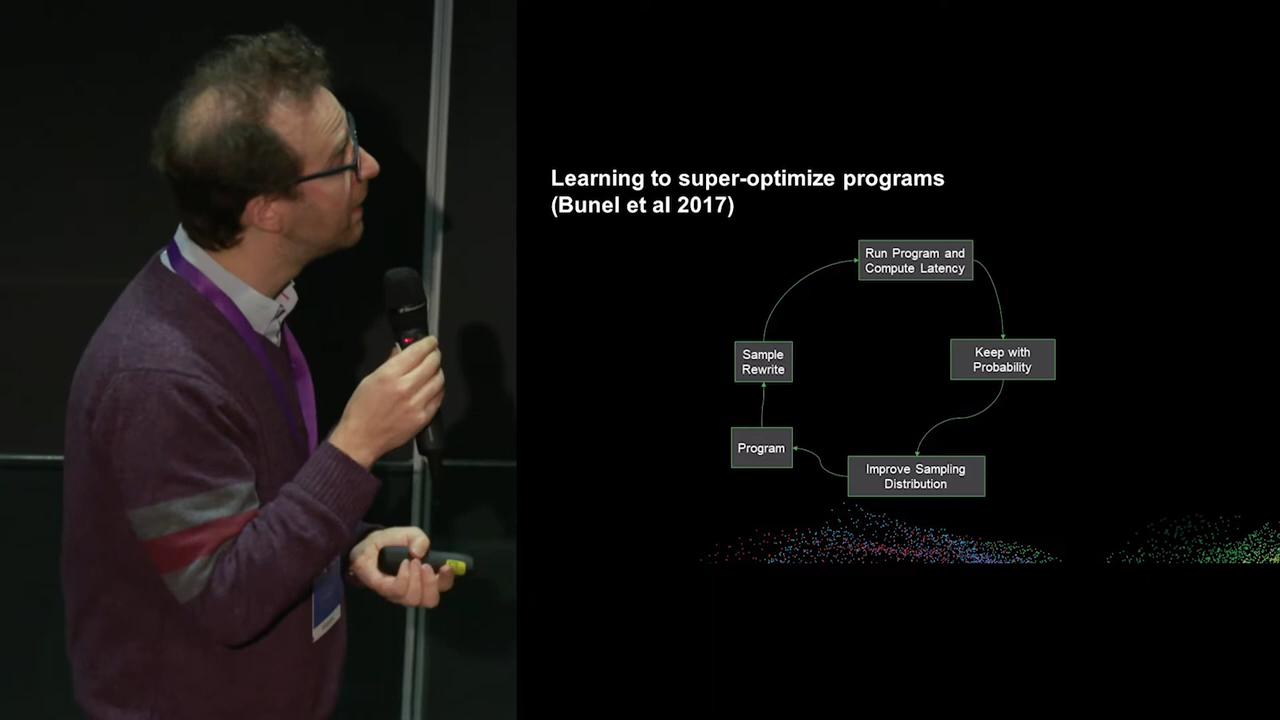 Learning to super-optimize programs
(Bunel et al 2017)
Run Program and
Compute Latency
Sample
Rewrite
Keep with
Probability
Program
Improve Sampling
Distribution